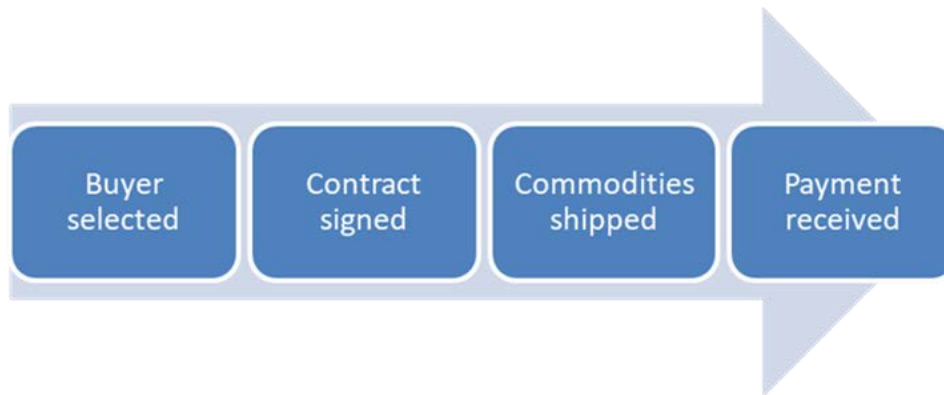 Buyer
selected
Contract
signed
Commodities
shipped
Payment
received